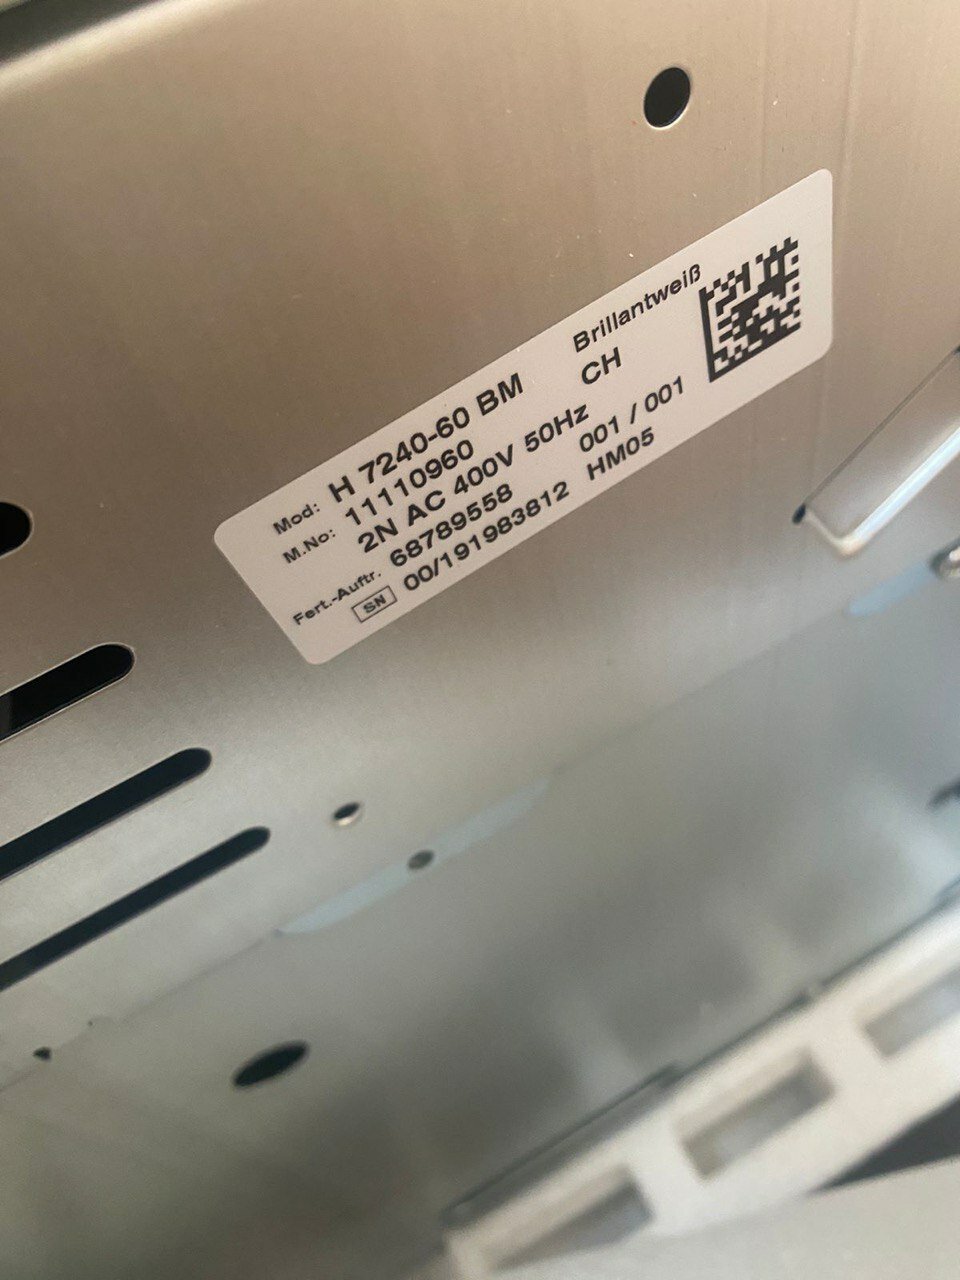 Mod: H 7240-60 BM Brillantweiß
M.No: 11110960 CH
2N AC 400V 50Hz
Fert.-Auftr. 68789558 001 / 001
SN 00/191983812 HM05